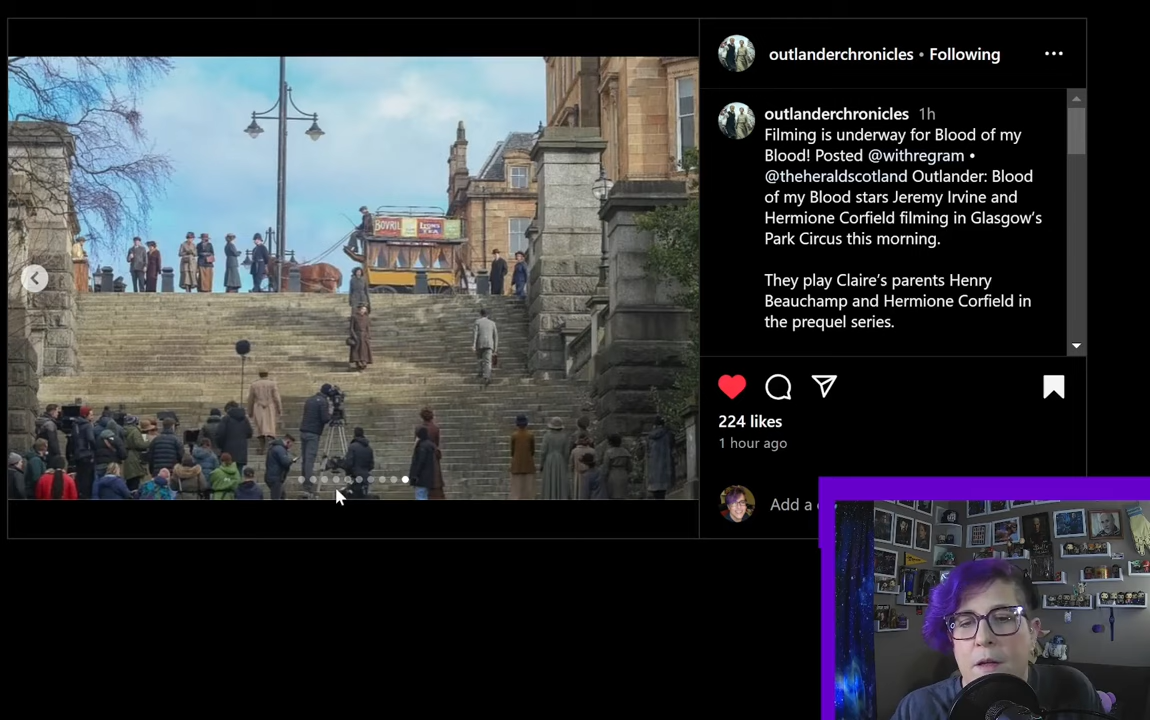 outlanderchronicles • Following
outlanderchronicles 1h
Filming is underway for Blood of my
Blood! Posted @withregram •
@theheraldscotland Outlander: Blood
of my Blood stars Jeremy Irvine and
Hermione Corfield filming in Glasgow's
Park Circus this morning.
They play Claire's parents Henry
Beauchamp and Hermione Corfield in
the prequel series.
224 likes
1 hour ago
Add a
BOVRIL
TEA